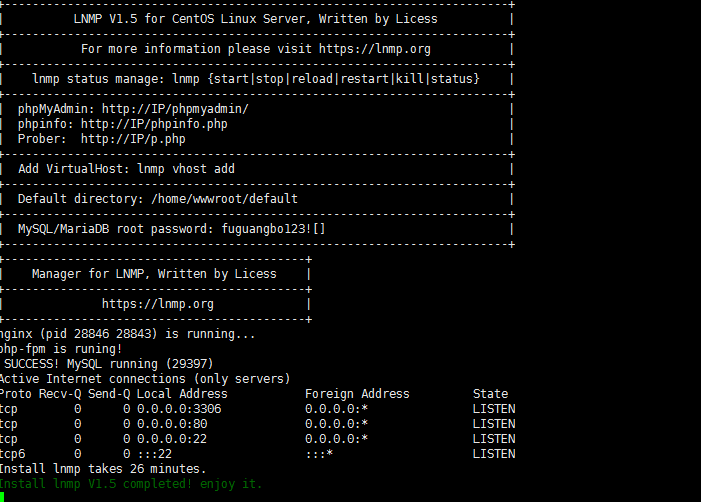 LNMP V1.5 for CentOS Linux Server, Written by Licess
For more information please visit https://lnmp.org
lnmp status manage: lnmp {start|stop|reload|restart|kill|status}
phpMyAdmin: http://IP/phpmyadmin/
phpinfo: http://IP/phpinfo.php
Prober:  http://IP/p.php
Add VirtualHost: lnmp vhost add
Default directory: /home/wwwroot/default
MySQL/MariaDB root password: fuguangbo123![]
Manager for LNMP, Written by Licess
https://lnmp.org
nginx (pid 28846 28843) is running...
php-fpm is runing!
SUCCESS! MySQL running (29397)
Active Internet connections (only servers)
Proto Recv-Q Send-Q Local Address           Foreign Address         State
tcp        0      0 0.0.0.0:3306            0.0.0.0:*               LISTEN
tcp        0      0 0.0.0.0:80              0.0.0.0:*               LISTEN
tcp        0      0 0.0.0.0:22              0.0.0.0:*               LISTEN
tcp6       0      0 :::22                   :::*                    LISTEN
Install lnmp takes 26 minutes.
Install lnmp V1.5 completed! enjoy it.